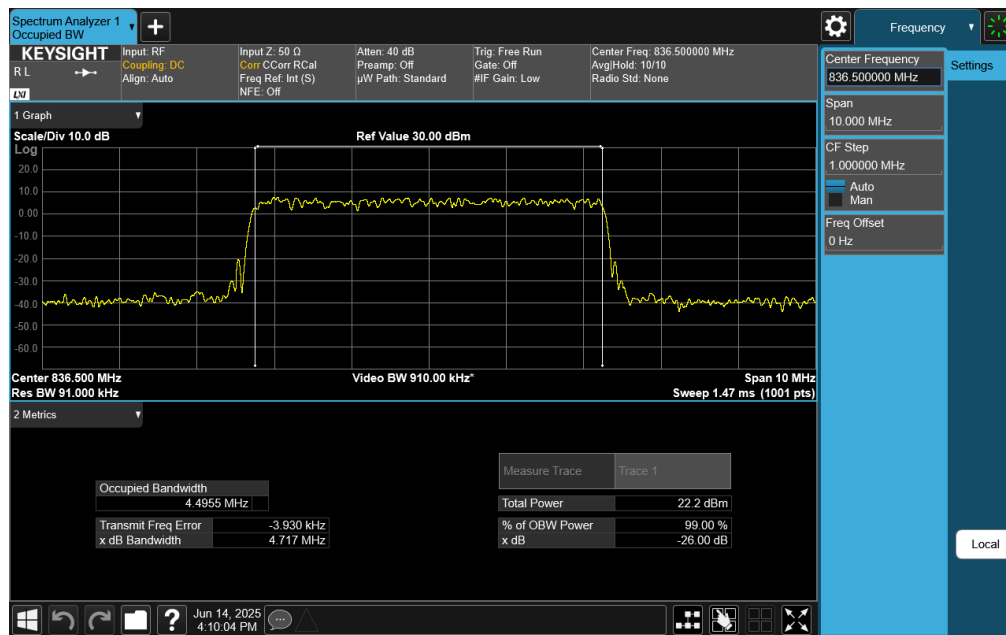 Spectrum Analyzer 1
Occupied BW
Frequency
KEYSIGHT
R L
LXI
Input: RF
Coupling: DC
Align: Auto
Input Z: 50 Ω
Corr CCorr RCal
Freq Ref: Int (S)
NFE: Off
Atten: 40 dB
Preamp: Off
µW Path: Standard
Trig: Free Run
Gate: Off
#IF Gain: Low
Center Freq: 836.500000 MHz
Avg|Hold: 10/10
Radio Std: None
Center Frequency
836.500000 MHz
Settings
Span
10.000 MHz
CF Step
1.000000 MHz
Auto
Man
Freq Offset
0 Hz
Local
1 Graph
Scale/Div 10.0 dB
Ref Value 30.00 dBm
Log
20.0
10.0
0.00
-10.0
-20.0
-30.0
-40.0
-50.0
-60.0
Center 836.500 MHz
Video BW 910.00 kHz*
Span 10 MHz
Res BW 91.000 kHz
Sweep 1.47 ms (1001 pts)
2 Metrics
Measure Trace Trace 1
Occupied Bandwidth
4.4955 MHz
Total Power 22.2 dBm
Transmit Freq Error -3.930 kHz
% of OBW Power 99.00 %
x dB Bandwidth 4.717 MHz
x dB -26.00 dB
?
Jun 14, 2025
4:10:04 PM